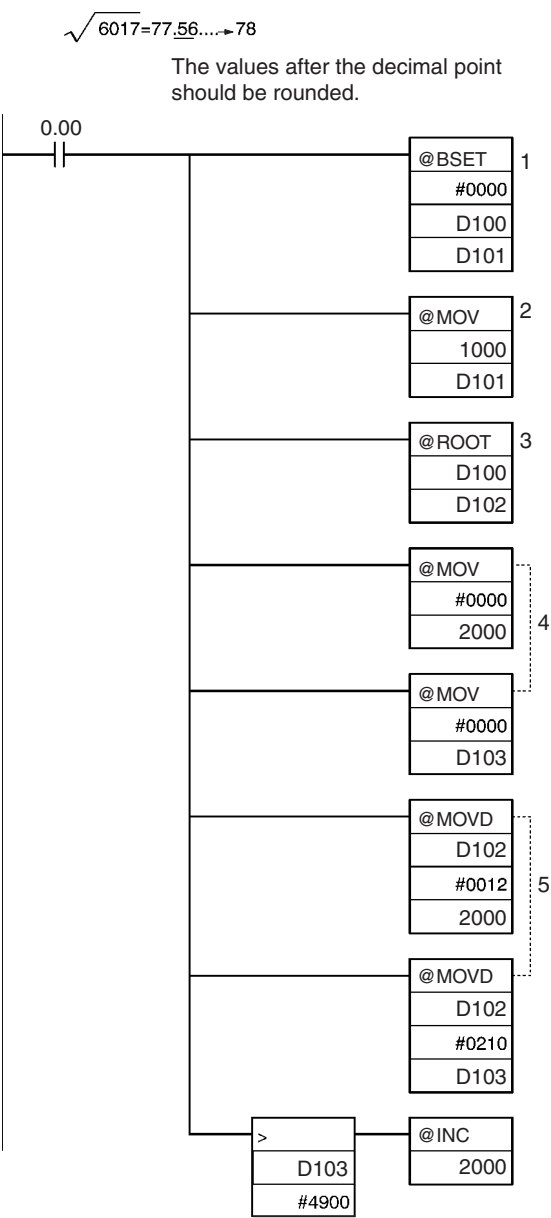 √6017=77.56....→78
The values after the decimal point
should be rounded.
0.00
@BSET 1
#0000
D100
D101
@MOV 2
1000
D101
@ROOT 3
D100
D102
@MOV
#0000
2000
4
@MOV
#0000
D103
@MOVD
D102
#0012
2000
5
@MOVD
D102
#0210
D103
> @INC
D103 2000
#4900